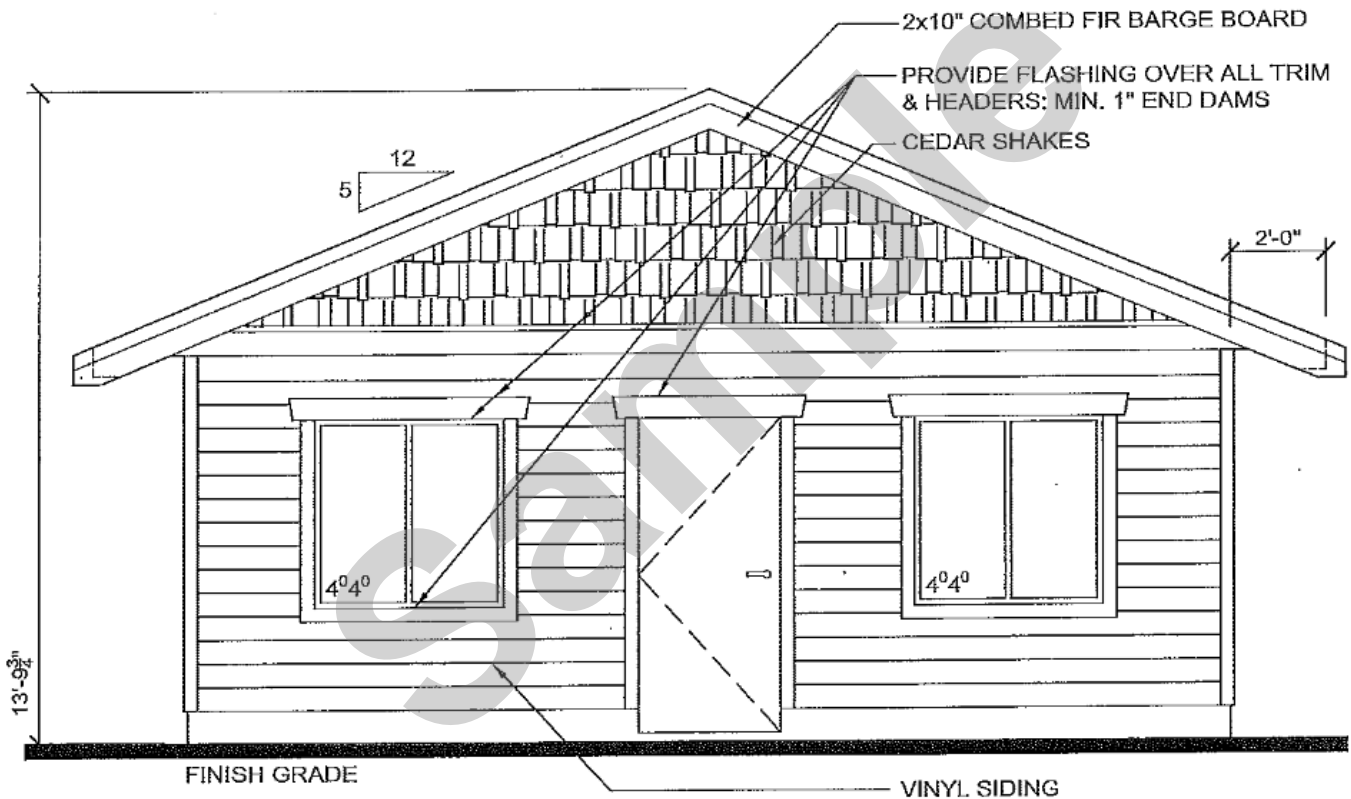 2x10" COMBED FIR BARGE BOARD
PROVIDE FLASHING OVER ALL TRIM
& HEADERS: MIN. 1" END DAMS
CEDAR SHAKES
12
5
2'-0"
4⁰4⁰
4⁰4⁰
13'-9¾"
FINISH GRADE
VINYL SIDING
Sample